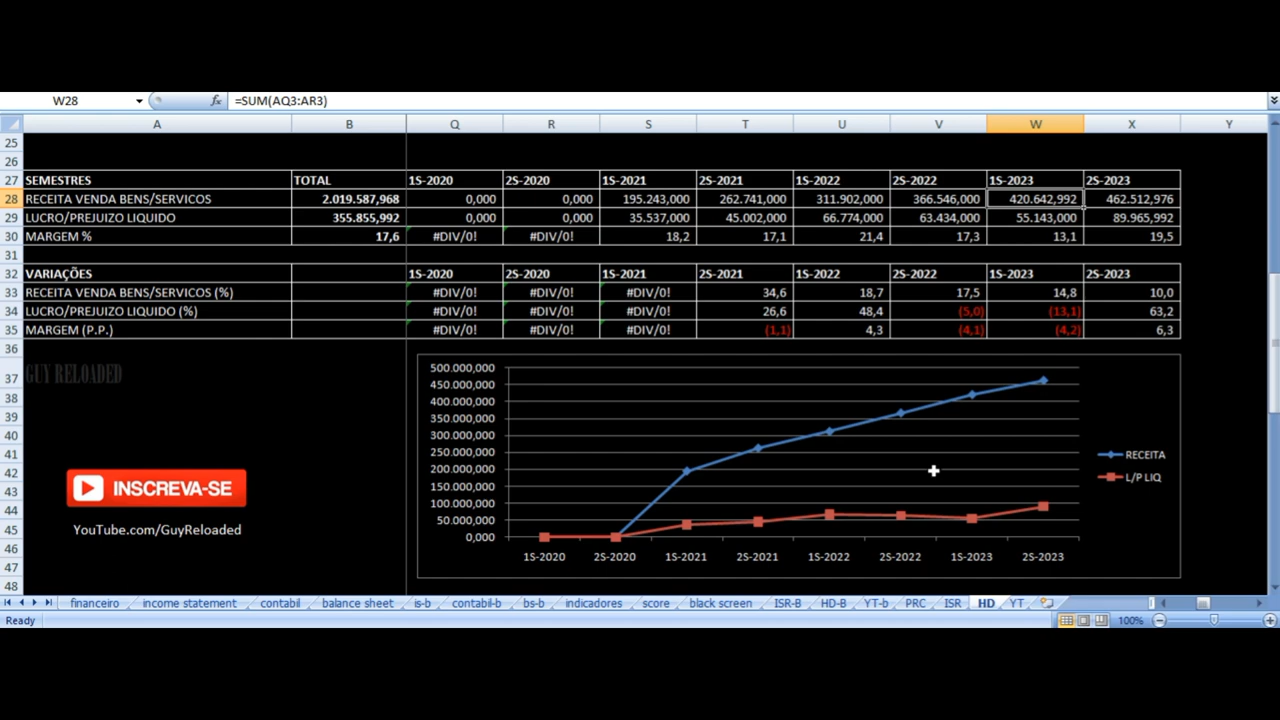 W28 fx =SUM(AQ3:AR3)
A B Q R S T U V W X Y
25
26
27 SEMESTRES TOTAL 1S-2020 2S-2020 1S-2021 2S-2021 1S-2022 2S-2022 1S-2023 2S-2023
28 RECEITA VENDA BENS/SERVICOS 2.019.587,968 0,000 0,000 195.243,000 262.741,000 311.902,000 366.546,000 420.642,992 462.512,976
29 LUCRO/PREJUIZO LIQUIDO 355.855,992 0,000 0,000 35.537,000 45.002,000 66.774,000 63.434,000 55.143,000 89.965,992
30 MARGEM % 17,6 #DIV/0! #DIV/0! 18,2 17,1 21,4 17,3 13,1 19,5
31
32 VARIAÇÕES 1S-2020 2S-2020 1S-2021 2S-2021 1S-2022 2S-2022 1S-2023 2S-2023
33 RECEITA VENDA BENS/SERVICOS (%) #DIV/0! #DIV/0! #DIV/0! 34,6 18,7 17,5 14,8 10,0
34 LUCRO/PREJUIZO LIQUIDO (%) #DIV/0! #DIV/0! #DIV/0! 26,6 48,4 (5,0) (13,1) 63,2
35 MARGEM (P.P.) #DIV/0! #DIV/0! #DIV/0! (1,1) 4,3 (4,1) (4,2) 6,3
36
37 GUY RELOADED
38
39
40
41
42
43
44
45
46
47
48
INSCREVA-SE
YouTube.com/GuyReloaded
500.000,000
450.000,000
400.000,000
350.000,000
300.000,000
250.000,000
200.000,000
150.000,000
100.000,000
50.000,000
0,000
1S-2020 2S-2020 1S-2021 2S-2021 1S-2022 2S-2022 1S-2023 2S-2023
RECEITA
L/P LIQ
financeiro income statement contabil balance sheet is-b contabil-b bs-b indicadores score black screen ISR-B HD-B YT-b PRC ISR HD YT
Ready 100%